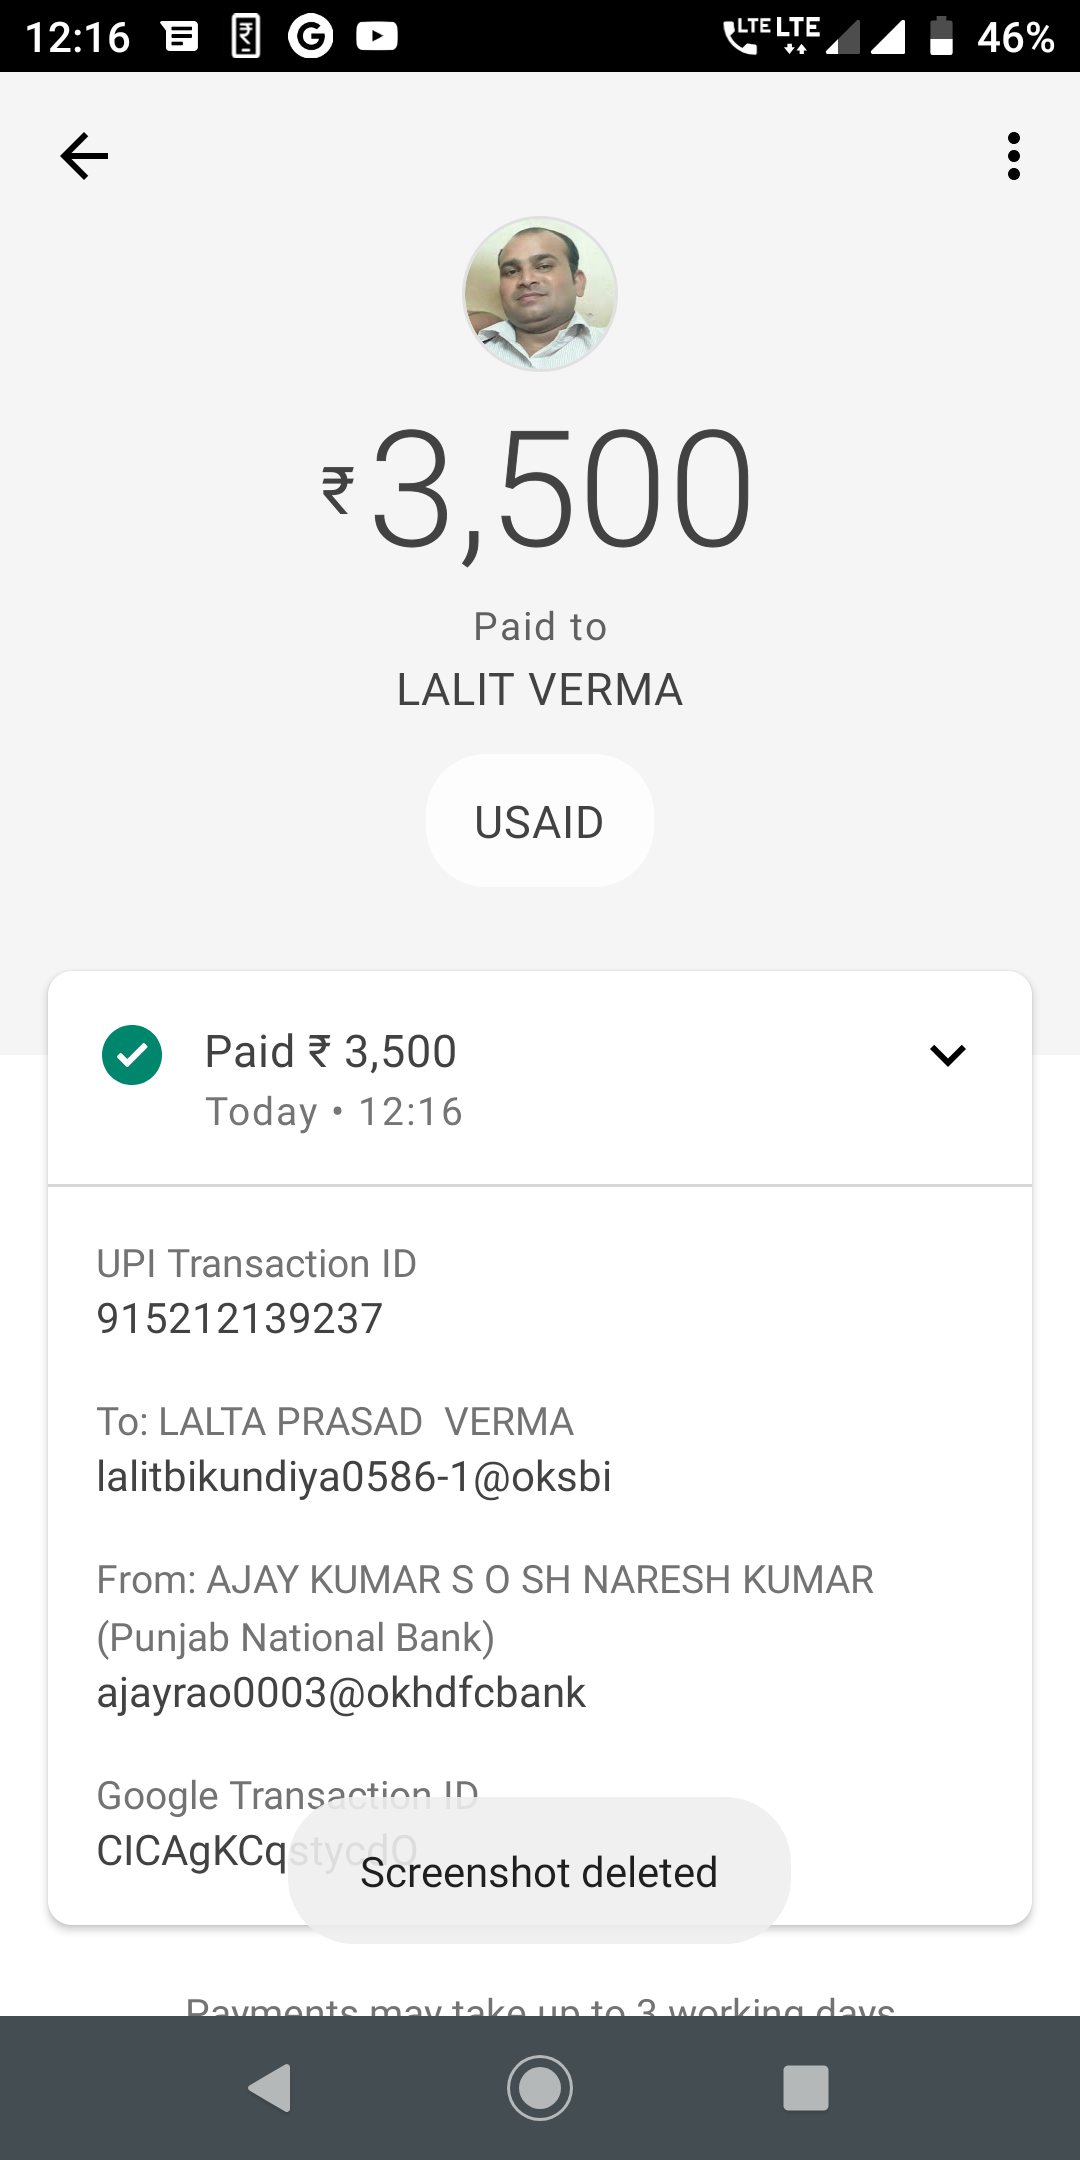 12:16 LTE LTE 46%
₹3,500
Paid to
LALIT VERMA
USAID
Paid ₹ 3,500
Today • 12:16
UPI Transaction ID
915212139237
To: LALTA PRASAD  VERMA
lalitbikundiya0586-1@oksbi
From: AJAY KUMAR S O SH NARESH KUMAR
(Punjab National Bank)
ajayrao0003@okhdfcbank
Google Transaction ID
CICAgKCqstycdO
Screenshot deleted
Payments may take up to 3 working days